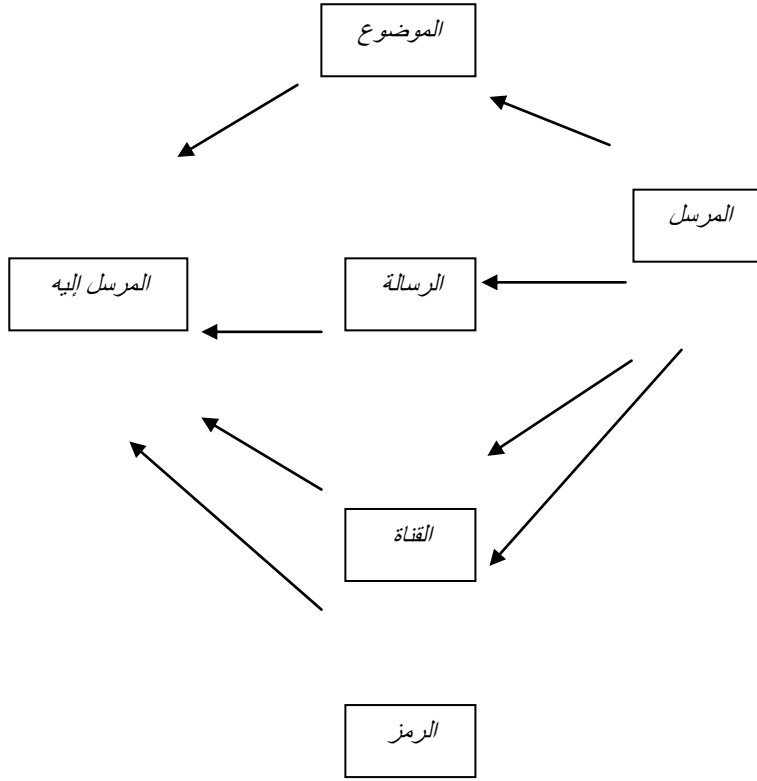 الموضوع
المرسل
الرسالة
المرسل إليه
القناة
الرمز